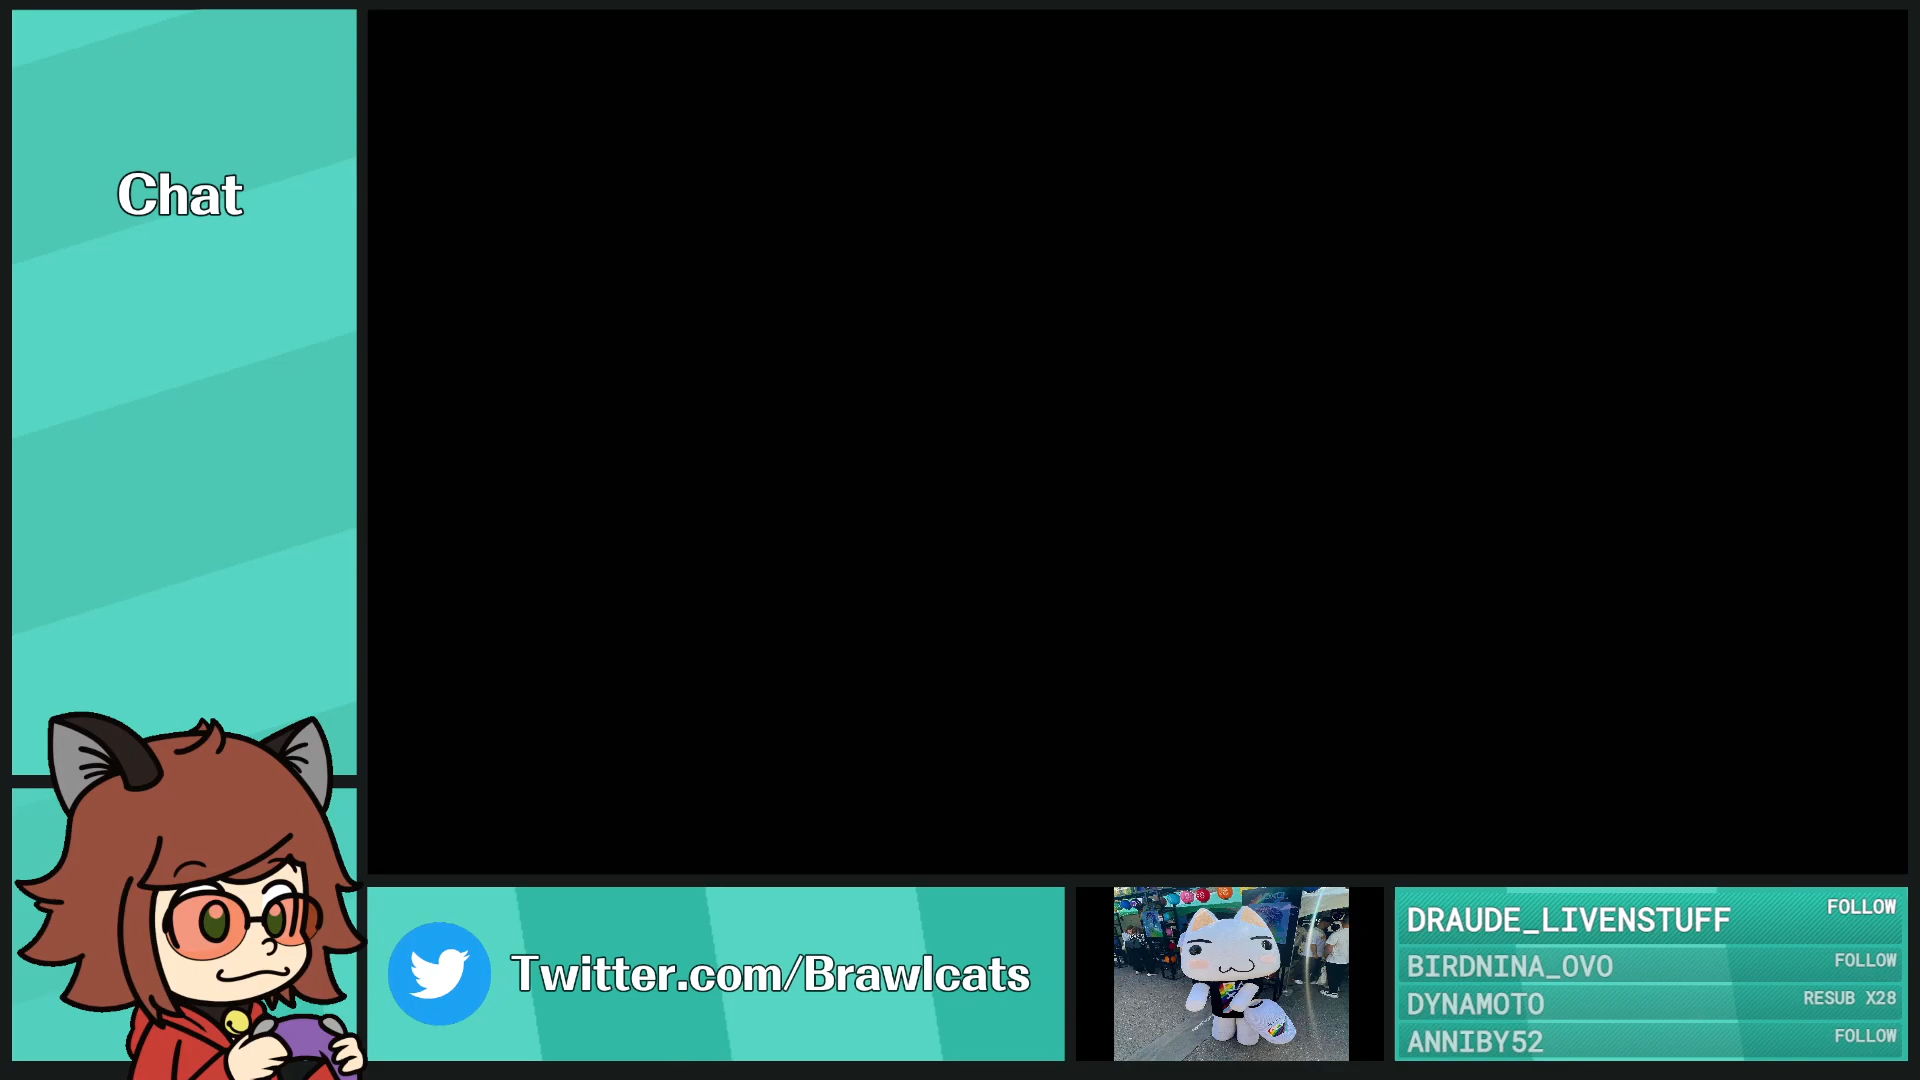 Chat
Twitter.com/Brawlcats
DRAUDE_LIVENSTUFF FOLLOW
BIRDNINA_OVO FOLLOW
DYNAMOTO RESUB X28
ANNIBY52 FOLLOW